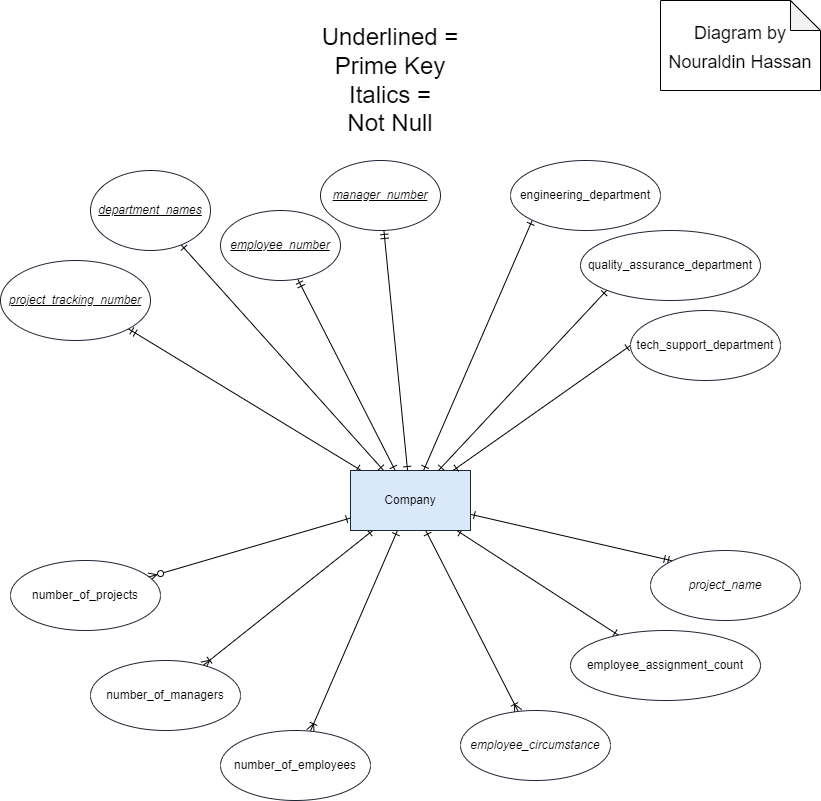 Underlined =
Prime Key
Italics =
Not Null
Diagram by
Nouraldin Hassan
manager_number
engineering_department
department_names
employee_number
quality_assurance_department
project_tracking_number
tech_support_department
Company
number_of_projects
project_name
number_of_managers
employee_assignment_count
number_of_employees
employee_circumstance